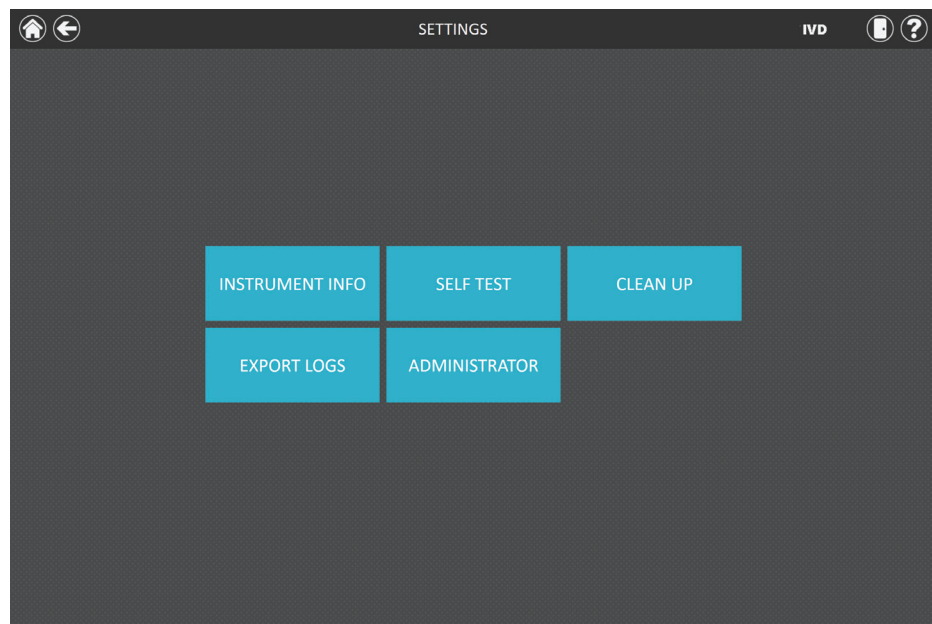 SETTINGS
IVD
?
INSTRUMENT INFO
SELF TEST
CLEAN UP
EXPORT LOGS
ADMINISTRATOR